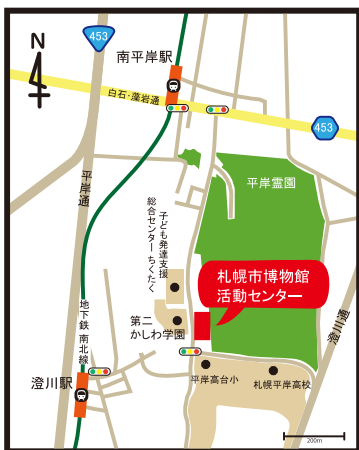 453
N
南平岸駅
白石・藻岩通
453
平岸通
平岸霊園
子ども発達支援
総合センターちくたく
札幌市博物館
活動センター
地下鉄 南北線
第二
かしわ学園
澄川通
澄川駅
平岸高台小
札幌平岸高校
200m